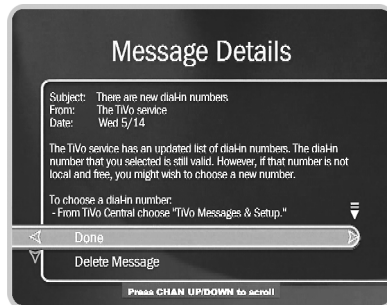 Message Details
Subject: There are new dial-in numbers
From: The TiVo service
Date: Wed 5/14
The TiVo service has an updated list of dial-in numbers. The dial-in
number that you selected is still valid. However, if that number is not
local and free, you might wish to choose a new number.
To choose a dial-in number:
- From TiVo Central choose "TiVo Messages & Setup."
Done
Delete Message
Press CHAN UP/DOWN to scroll